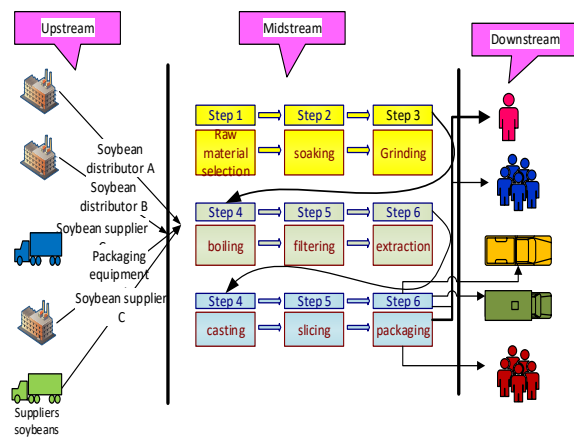 Upstream
Midstream
Downstream
Step 1
Step 2
Step 3
Raw
material
selection
soaking
Grinding
Soybean
distributor A
Soybean
distributor B
Soybean supplier
C
Packaging
equipment
Soybean supplier
C
Suppliers
soybeans
Step 4
Step 5
Step 6
boiling
filtering
extraction
Step 4
Step 5
Step 6
casting
slicing
packaging